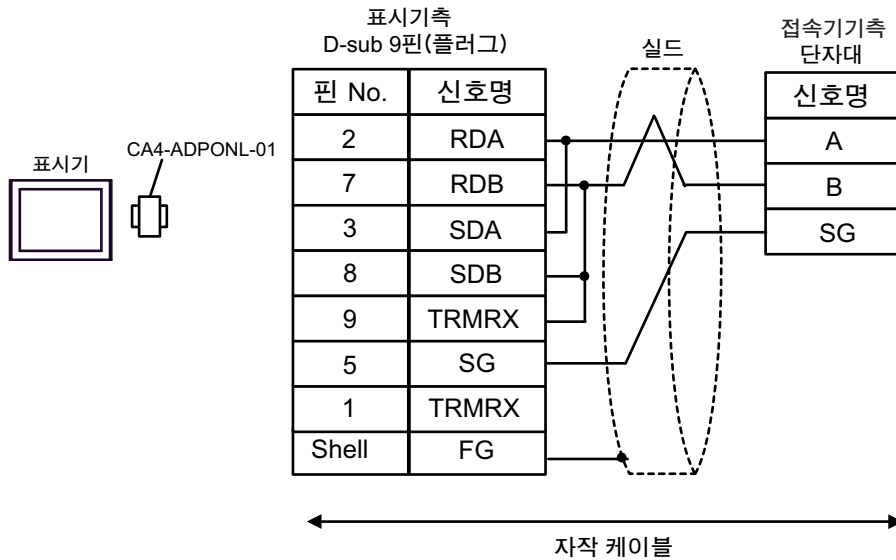 표시기측
D-sub 9핀(플러그)
실드
접속기기측
단자대
핀 No. 신호명
신호명
2 RDA
A
7 RDB
B
3 SDA
SG
8 SDB
9 TRMRX
5 SG
1 TRMRX
Shell FG
표시기
CA4-ADPONL-01
자작 케이블